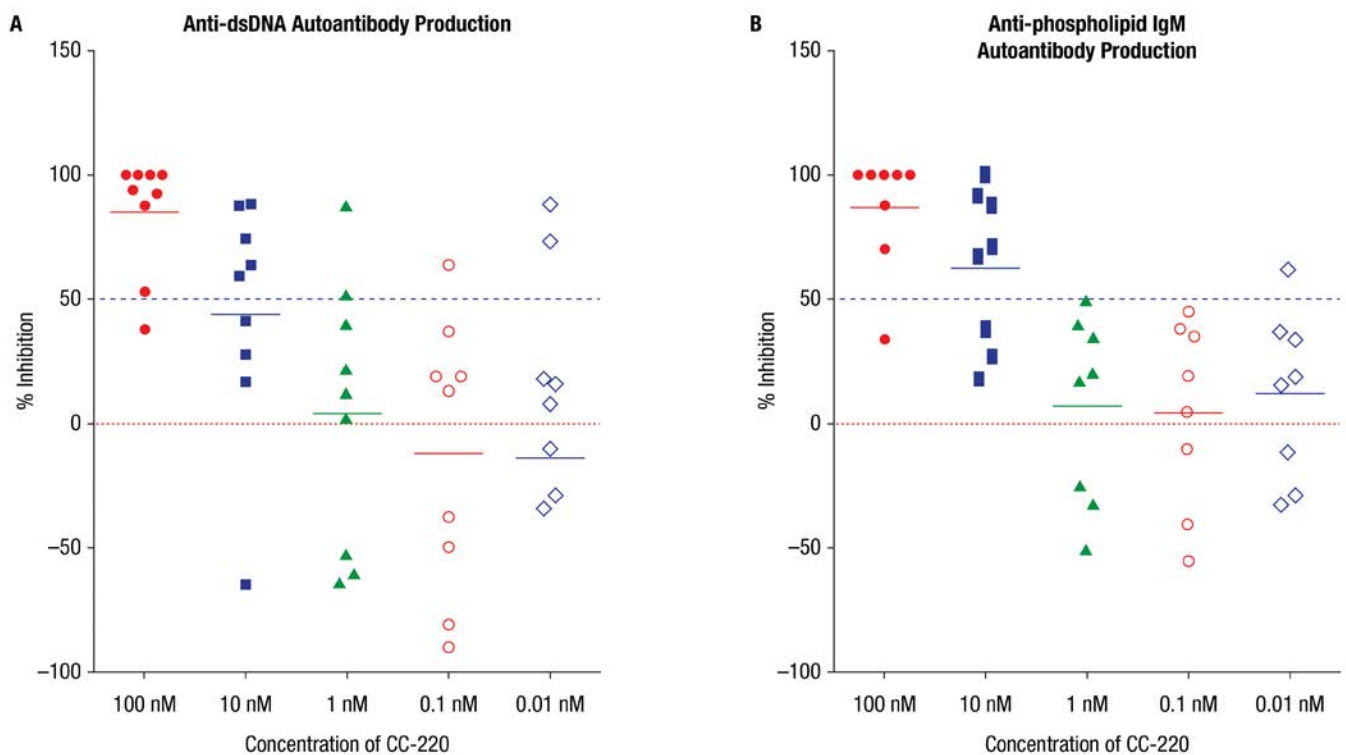 A
Anti-dsDNA Autoantibody Production
150
100
50
0
−50
−100
% Inhibition
100 nM 10 nM 1 nM 0.1 nM 0.01 nM
Concentration of CC-220
B
Anti-phospholipid IgM
Autoantibody Production
150
100
50
0
−50
−100
% Inhibition
100 nM 10 nM 1 nM 0.1 nM 0.01 nM
Concentration of CC-220